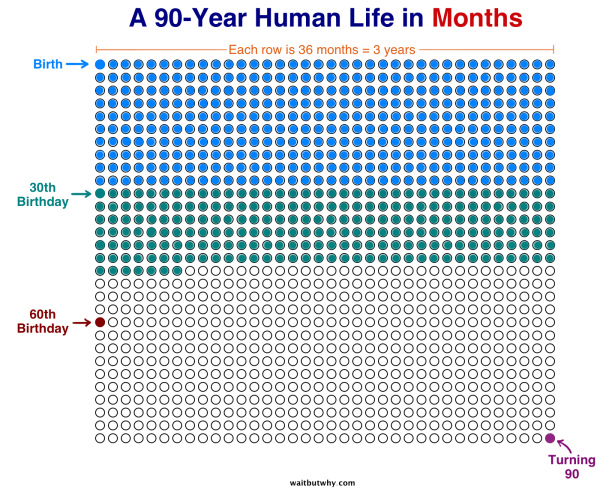 A 90-Year Human Life in Months
Each row is 36 months = 3 years
Birth
30th
Birthday
60th
Birthday
Turning
90
waitbutwhy.com